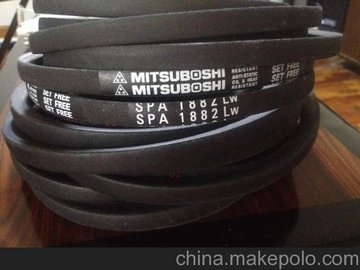 MITSUBOSHI RESISTANT ANTI-STATIC OIL & HEAT RESISTANT SET FREE
MITSUBOSHI SET FREE
SET FREE SPA 1882 LW
SET FREE SPA 1882 LW
china.makepolo.com